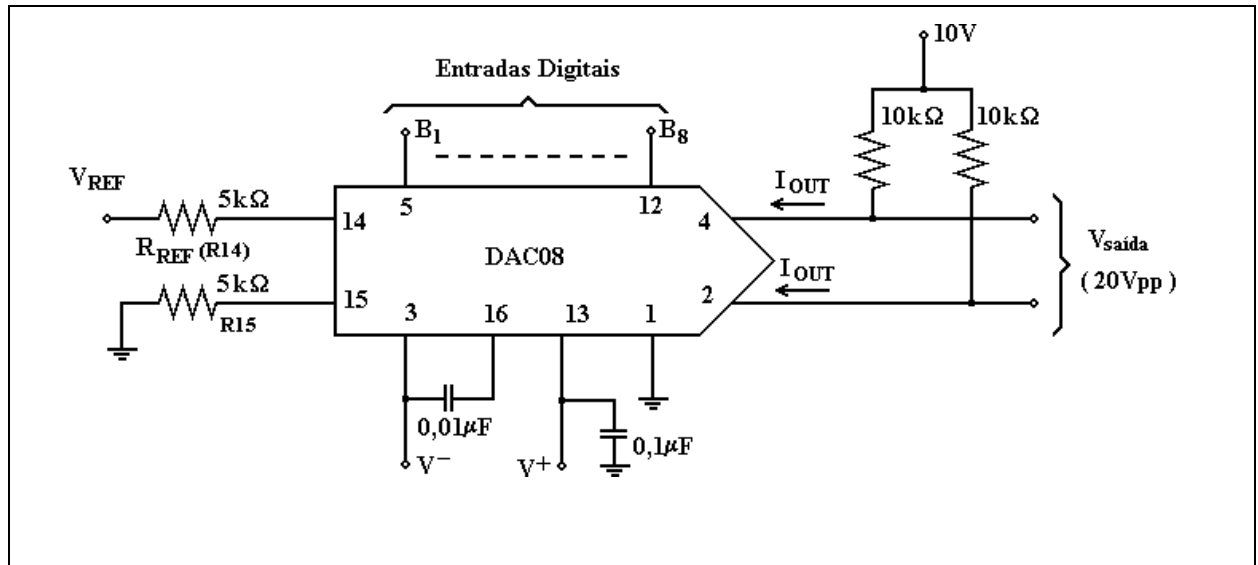 10V
Entradas Digitais
10kΩ 10kΩ
B1 B8
VREF
5kΩ
5 12
IOUT
14 4
RREF (R14)
DAC08
Vsaída
5kΩ
IOUT
(20Vpp)
15 2
R15
3 16 13 1
0,01µF
0,1µF
V− V+